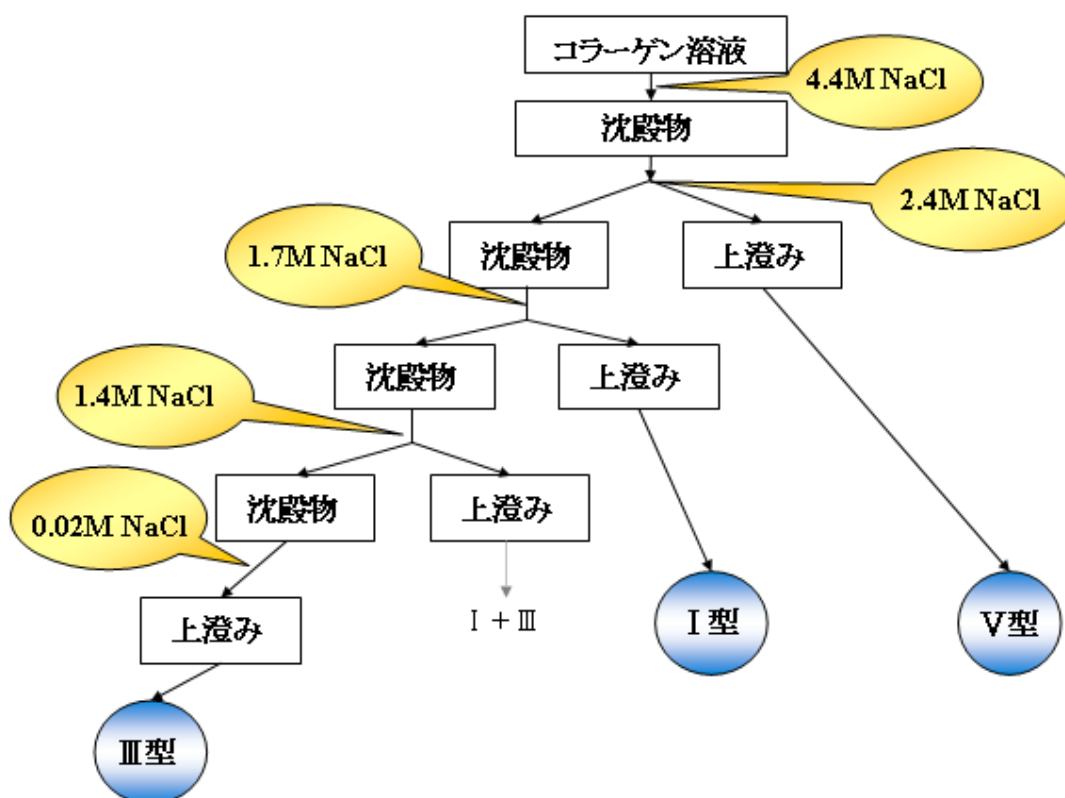 コラーゲン溶液
4.4M NaCl
沈殿物
2.4M NaCl
沈殿物
上澄み
1.7M NaCl
沈殿物
上澄み
1.4M NaCl
沈殿物
上澄み
0.02M NaCl
上澄み
Ⅰ+Ⅲ
Ⅰ型
Ⅴ型
Ⅲ型